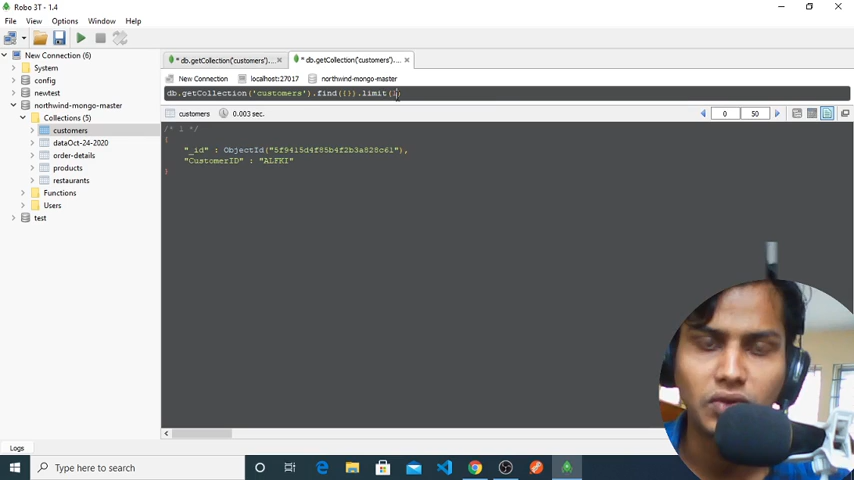 Robo 3T - 1.4
File View Options Window Help
New Connection (6)
System
config
newtest
northwind-mongo-master
Collections (5)
customers
dataOct-24-2020
order-details
products
restaurants
Functions
Users
test
* db.getCollection('customers')....
* db.getCollection('customers')....
New Connection localhost:27017 northwind-mongo-master
db.getCollection('customers').find({}).limit(
customers 0.003 sec. 0 50
/* 1 */
{
"_id" : ObjectId("5f9415d4f85b4f2b3a828c61"),
"CustomerID" : "ALFKI"
}
Logs
Type here to search